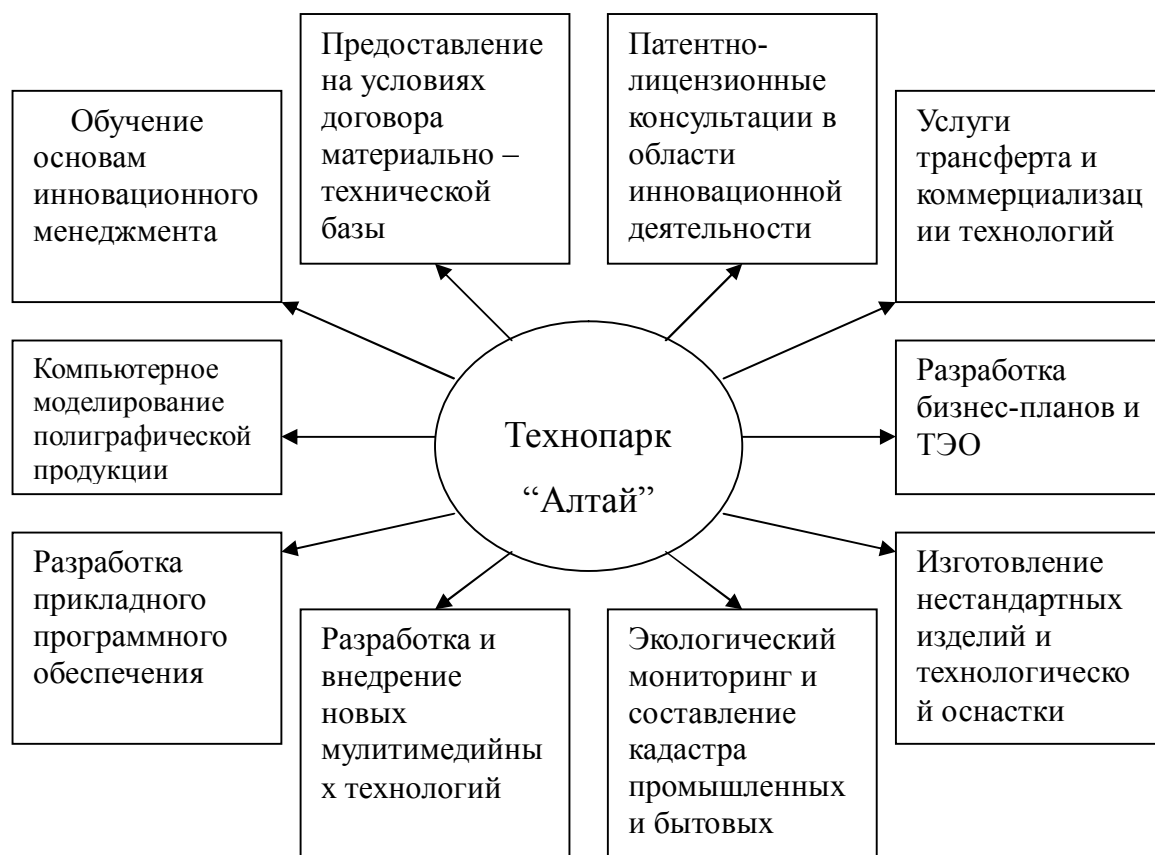 Предоставление
на условиях
договора
материально –
технической
базы
Патентно-
лицензионные
консультации в
области
инновационной
деятельности
Обучение
основам
инновационного
менеджмента
Услуги
трансферта и
коммерциализац
ии технологий
Компьютерное
моделирование
полиграфической
продукции
Технопарк
“Алтай”
Разработка
бизнес-планов и
ТЭО
Разработка
прикладного
программного
обеспечения
Разработка и
внедрение
новых
мулитимедийны
х технологий
Экологический
мониторинг и
составление
кадастра
промышленных
и бытовых
Изготовление
нестандартных
изделий и
технологическо
й оснастки